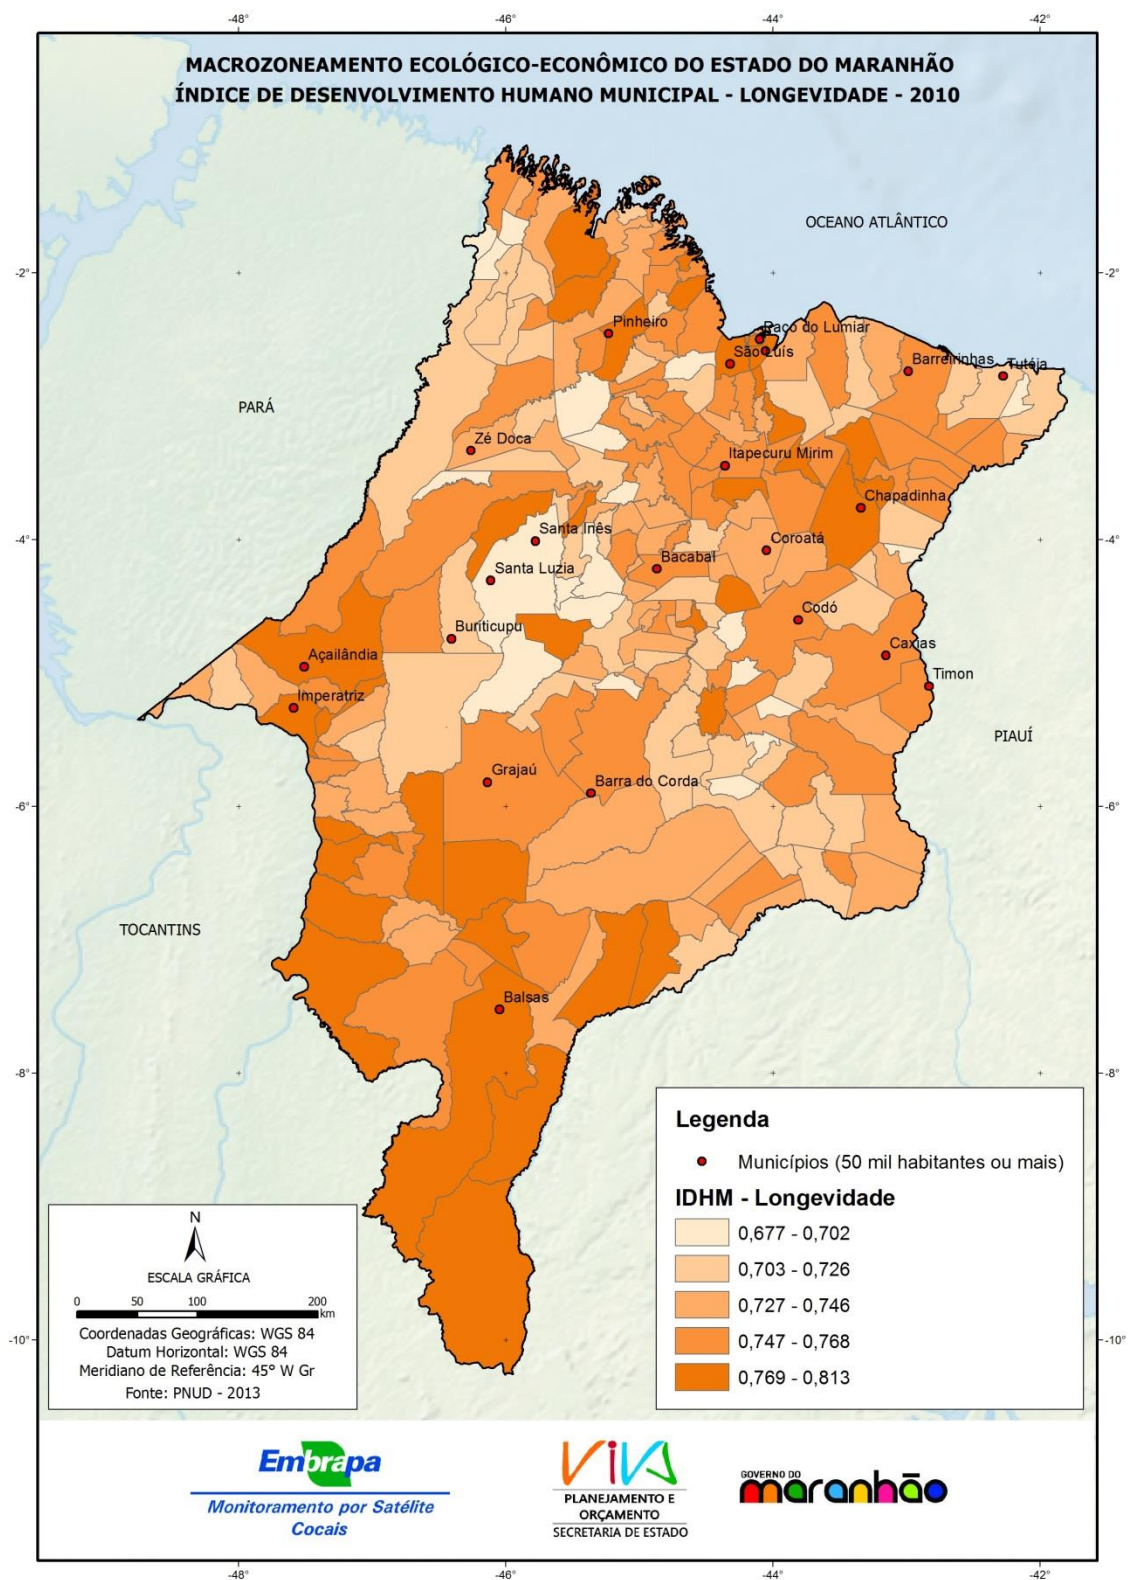 -48
-46
-44
-42
MACROZONEAMENTO ECOLÓGICO-ECONÔMICO DO ESTADO DO MARANHÃO
ÍNDICE DE DESENVOLVIMENTO HUMANO MUNICIPAL - LONGEVIDADE - 2010
OCEANO ATLÂNTICO
-2°
-2°
Pinheiro
Paço do Lumiar
São Luís
Barreirinhas
Tutóia
PARÁ
Zé Doca
Itapecuru Mirim
Chapadinha
-4°
-4°
Santa Inês
Coroatá
Santa Luzia
Bacabal
Codó
Buriticupu
Caxias
Açailândia
Timon
Imperatriz
PIAUÍ
Grajaú
Barra do Corda
-6°
-6°
TOCANTINS
Balsas
-8°
-8°
Legenda
Municípios (50 mil habitantes ou mais)
IDHM - Longevidade
0,677 - 0,702
0,703 - 0,726
0,727 - 0,746
0,747 - 0,768
0,769 - 0,813
N
ESCALA GRÁFICA
0 50 100 200
km
Coordenadas Geográficas: WGS 84
Datum Horizontal: WGS 84
Meridiano de Referência: 45° W Gr
Fonte: PNUD - 2013
-10°
-10°
Embrapa
Monitoramento por Satélite
Cocais
VIVA
PLANEJAMENTO E
ORÇAMENTO
SECRETARIA DE ESTADO
GOVERNO DO
maranhão
-48
-46
-44
-42